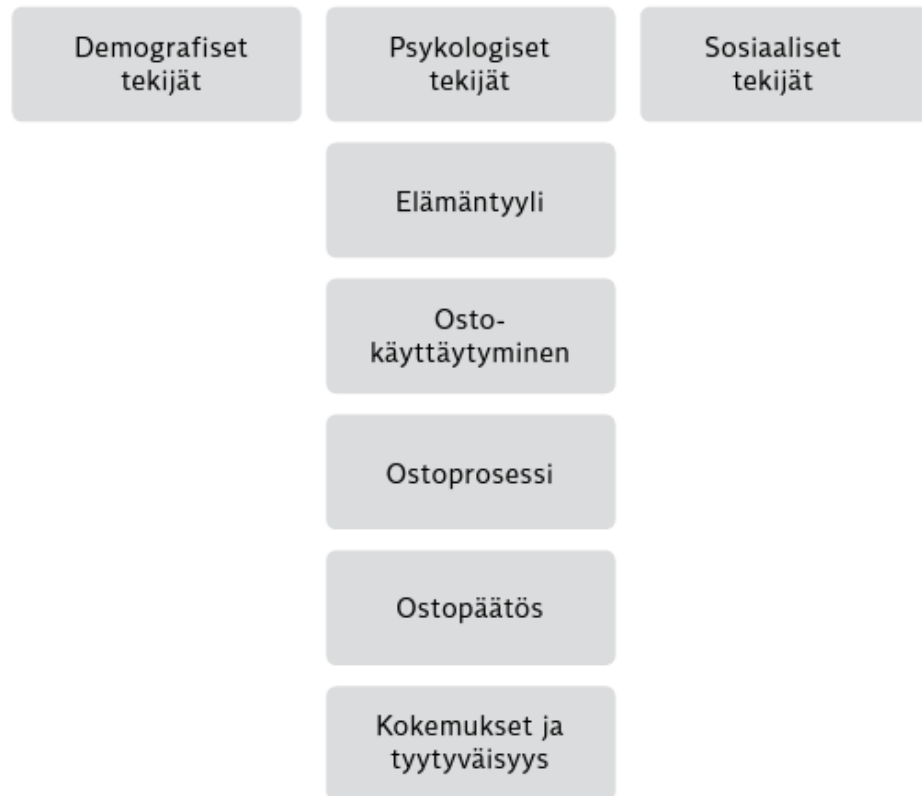 Demografiset
tekijät
Psykologiset
tekijät
Sosiaaliset
tekijät
Elämäntyyli
Osto-
käyttäytyminen
Ostoprosessi
Ostopäätös
Kokemukset ja
tyytyväisyys